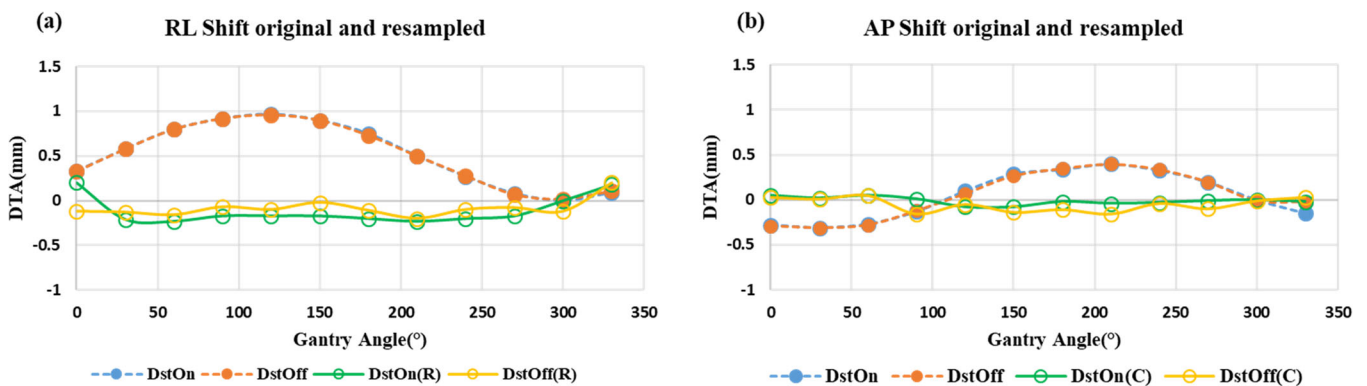 (a)
RL Shift original and resampled
1.5
1
0.5
0
-0.5
-1
DTA(mm)
0 50 100 150 200 250 300 350
Gantry Angle(°)
DstOn DstOff DstOn(R) DstOff(R)
(b)
AP Shift original and resampled
1.5
1
0.5
0
-0.5
-1
DTA(mm)
0 50 100 150 200 250 300 350
Gantry Angle(°)
DstOn DstOff DstOn(C) DstOff(C)